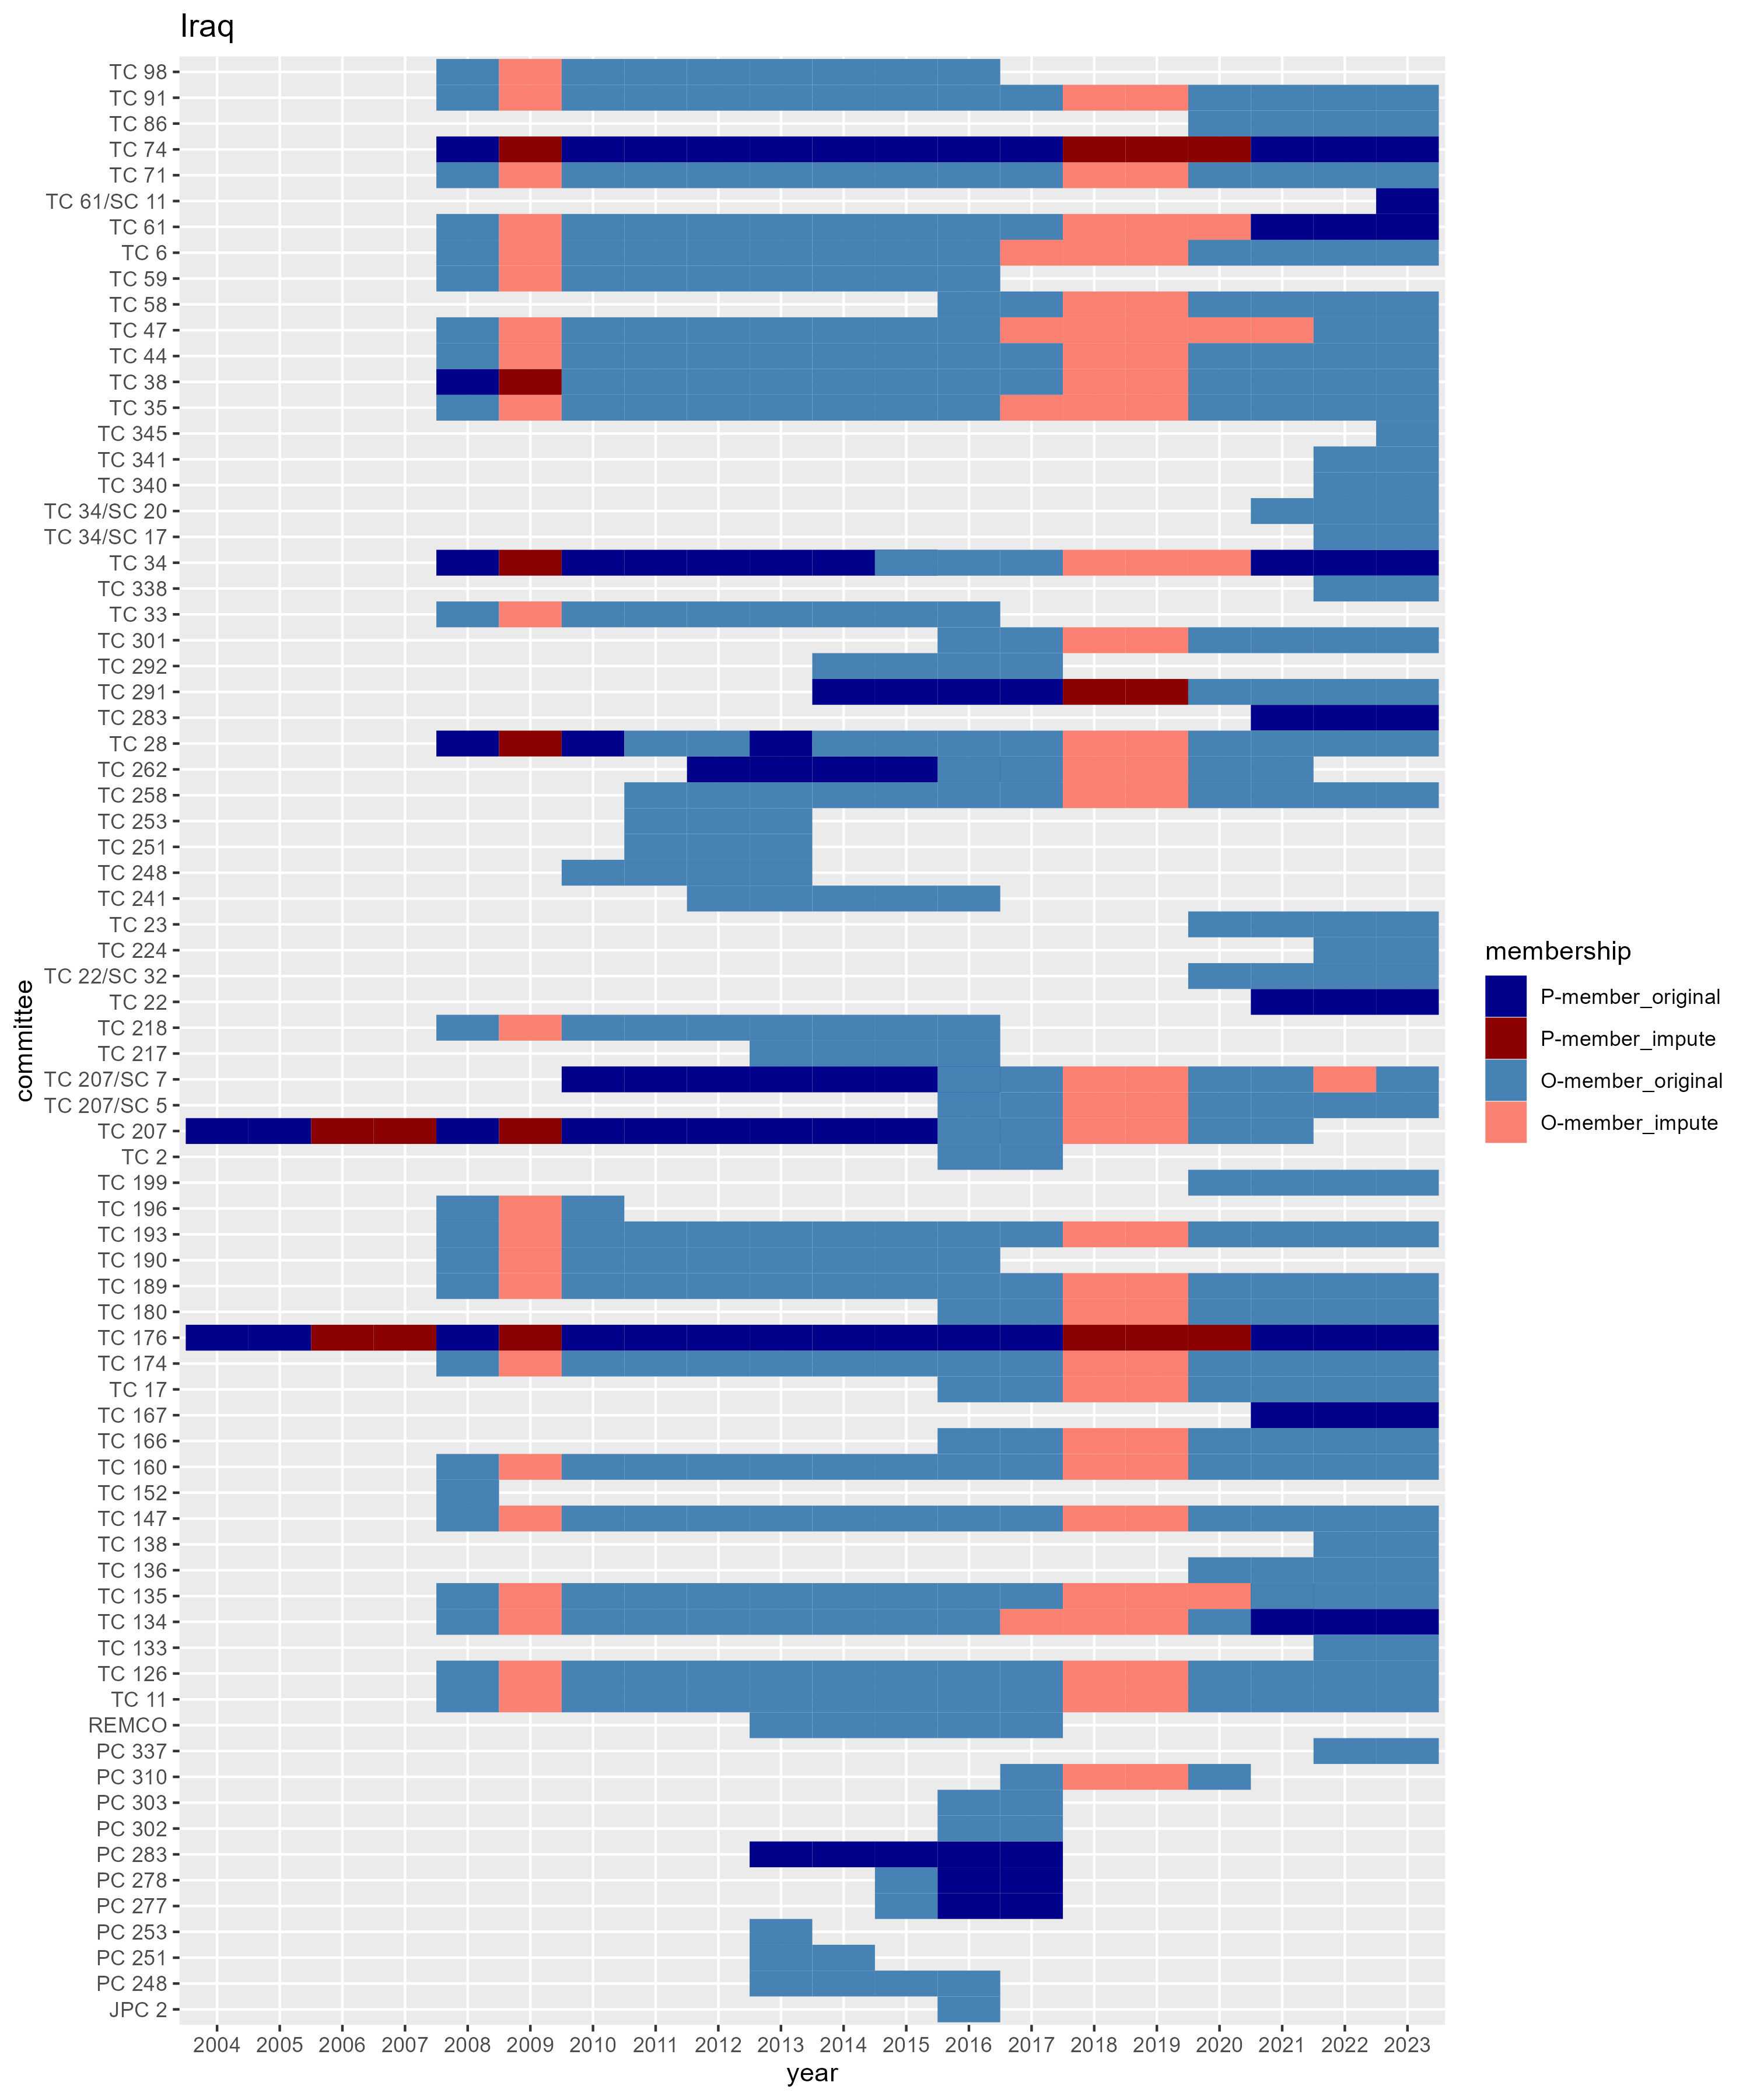 Iraq
TC 98
TC 91
TC 86
TC 74
TC 71
TC 61/SC 11
TC 61
TC 6
TC 59
TC 58
TC 47
TC 44
TC 38
TC 35
TC 345
TC 341
TC 340
TC 34/SC 20
TC 34/SC 17
TC 34
TC 338
TC 33
TC 301
TC 292
TC 291
TC 283
TC 28
TC 262
TC 258
TC 253
TC 251
TC 248
TC 241
TC 23
TC 224
TC 22/SC 32
TC 22
TC 218
TC 217
TC 207/SC 7
TC 207/SC 5
TC 207
TC 2
TC 199
TC 196
TC 193
TC 190
TC 189
TC 180
TC 176
TC 174
TC 17
TC 167
TC 166
TC 160
TC 152
TC 147
TC 138
TC 136
TC 135
TC 134
TC 133
TC 126
TC 11
REMCO
PC 337
PC 310
PC 303
PC 302
PC 283
PC 278
PC 277
PC 253
PC 251
PC 248
JPC 2
committee
2004 2005 2006 2007 2008 2009 2010 2011 2012 2013 2014 2015 2016 2017 2018 2019 2020 2021 2022 2023
year
membership
P-member_original
P-member_impute
O-member_original
O-member_impute